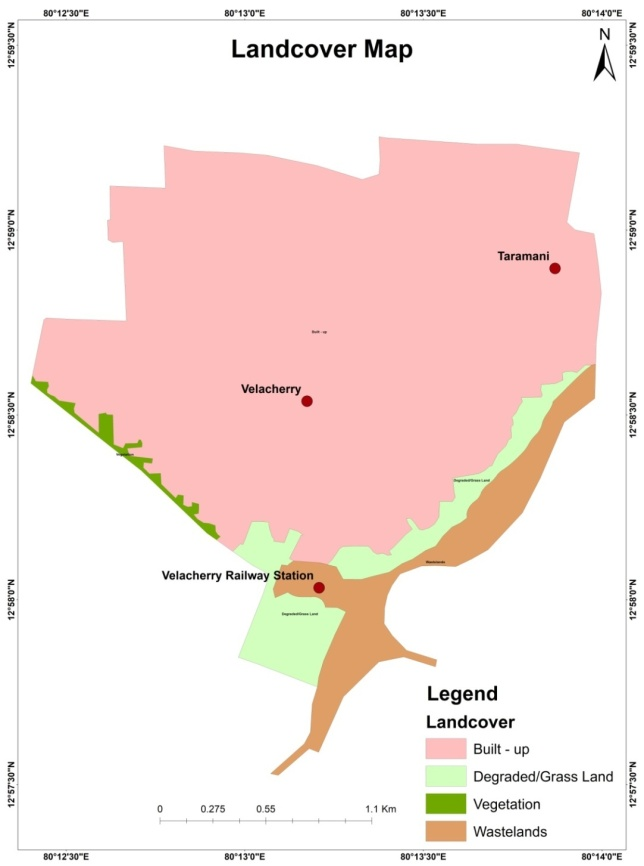 80°12'30"E 80°13'0"E 80°13'30"E 80°14'0"E
12°59'30"N
12°59'30"N
Landcover Map
N
12°59'0"N
12°59'0"N
Taramani
Built - up
Velacherry
12°58'30"N
12°58'30"N
Vegetation
Degraded/Grass Land
Wastelands
Velacherry Railway Station
12°58'0"N
12°58'0"N
Degraded/Grass Land
Legend
Landcover
Built - up
Degraded/Grass Land
Vegetation
Wastelands
12°57'30"N
12°57'30"N
0 0.275 0.55 1.1 Km
80°12'30"E 80°13'0"E 80°13'30"E 80°14'0"E